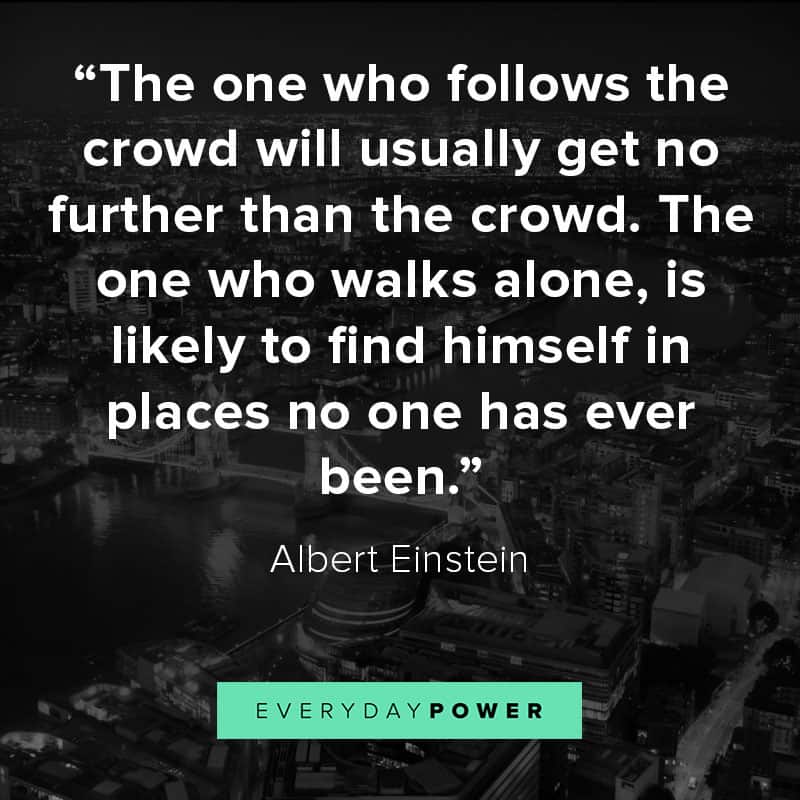 “The one who follows the
crowd will usually get no
further than the crowd. The
one who walks alone, is
likely to find himself in
places no one has ever
been.”
Albert Einstein
EVERYDAYPOWER